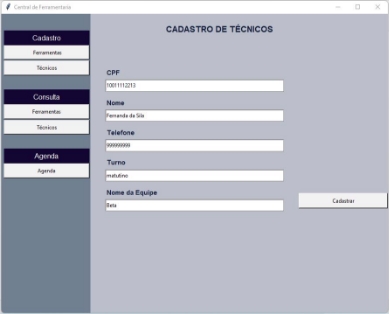 Central de Ferramentaria
Cadastro
Ferramentas
Técnicos
Consulta
Ferramentas
Técnicos
Agenda
Agenda
CADASTRO DE TÉCNICOS
CPF
10011112213
Nome
Fernanda da Silx
Telefone
999999999
Turno
matutino
Nome da Equipe
Beta
Cadastrar